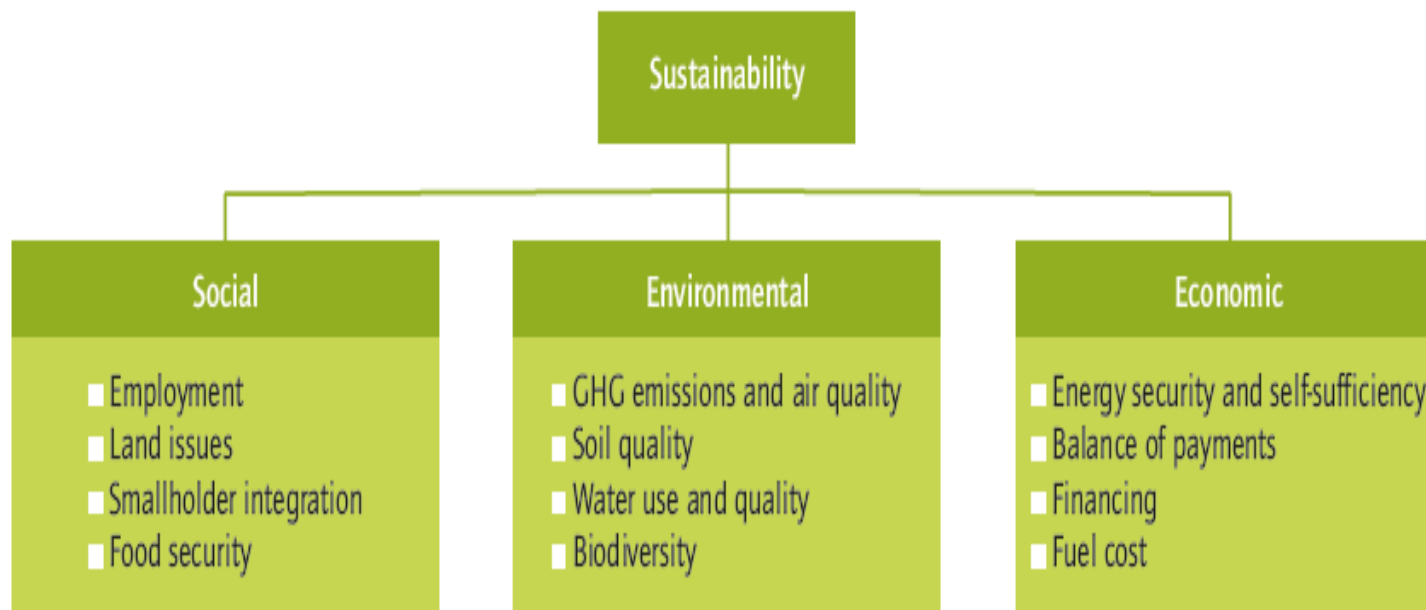 Sustainability
Social
Employment
Land issues
Smallholder integration
Food security
Environmental
GHG emissions and air quality
Soil quality
Water use and quality
Biodiversity
Economic
Energy security and self-sufficiency
Balance of payments
Financing
Fuel cost